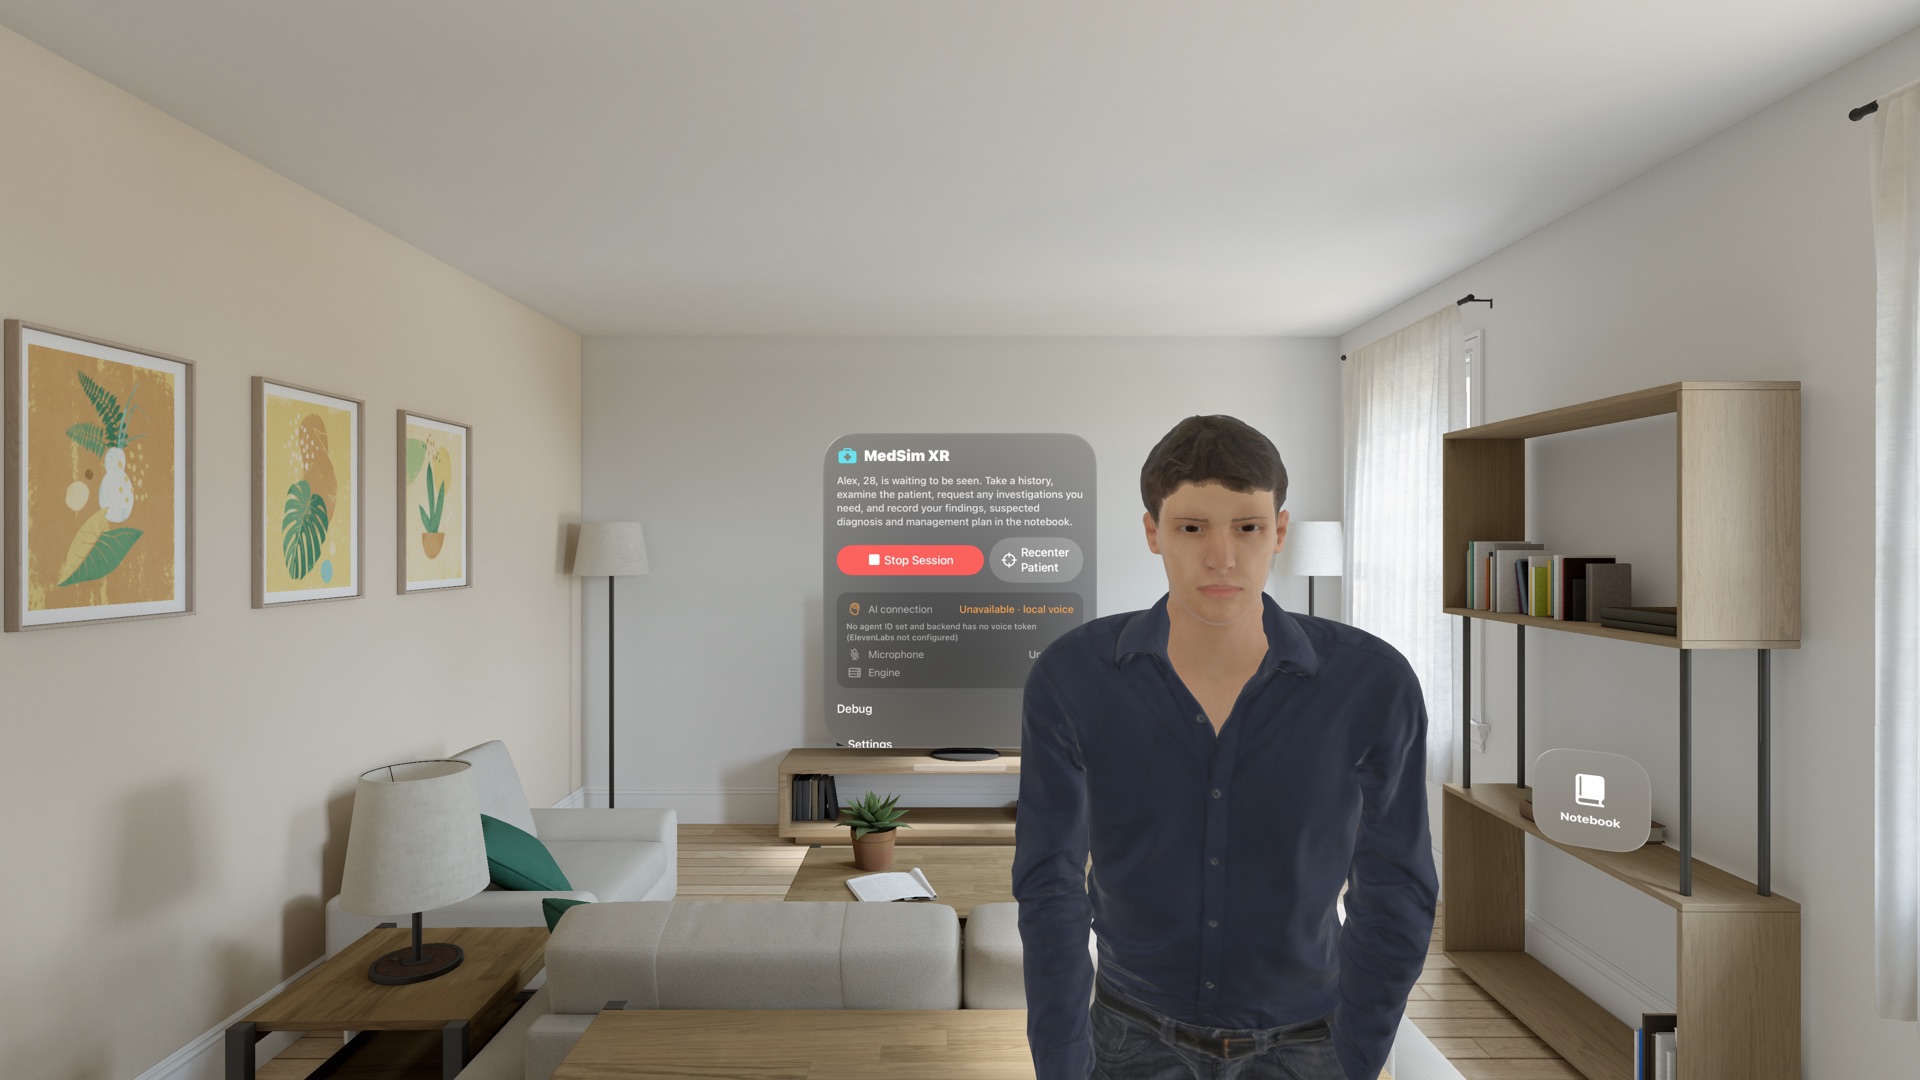 MedSim XR
Alex, 28, is waiting to be seen. Take a history,
examine the patient, request any investigations you
need, and record your findings, suspected
diagnosis and management plan in the notebook.
Stop Session
Recenter
Patient
AI connection Unavailable · local voice
No agent ID set and backend has no voice token
(ElevenLabs not configured)
Microphone
Engine
Debug
Settings
Notebook